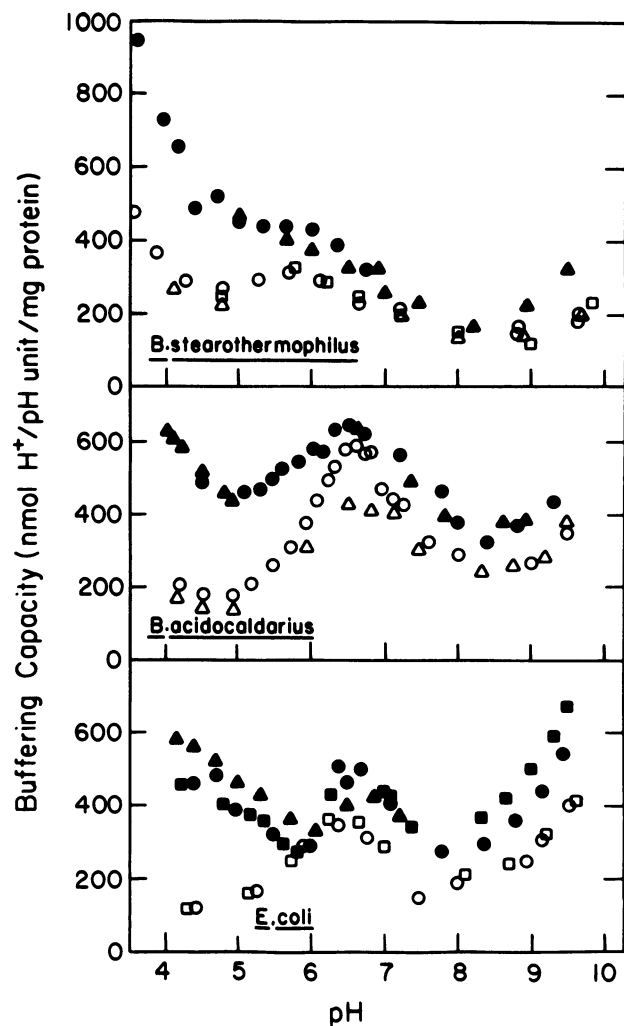 Buffering Capacity (nmol H⁺/pH unit/mg protein)
1000
800
600
400
200
0
B.stearothermophilus
600
400
200
0
B.acidocaldarius
600
400
200
0
E.coli
4 5 6 7 8 9 10
pH